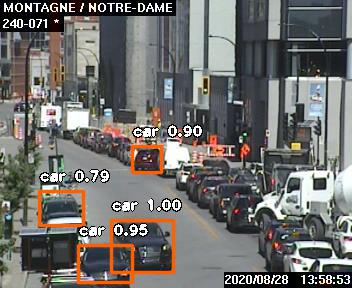 MONTAGNE / NOTRE-DAME
240-071 *
car 0.90
car 0.79
car 1.00
car 0.95
2020/08/28 13:58:53